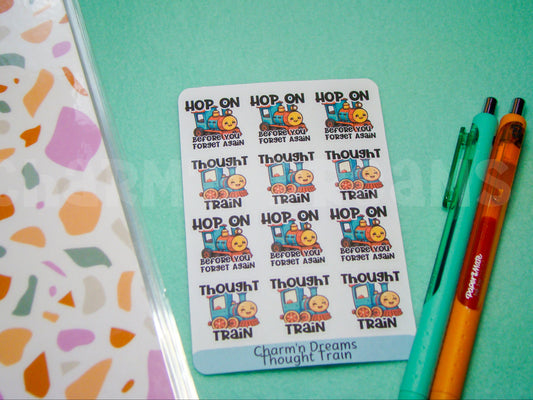 HOP ON HOP ON HOP ON
BEFORE YOU BEFORE YOU BEFORE YOU
FORGET AGAIN FORGET AGAIN FORGET AGAIN
THOUGHT THOUGHT THOUGHT
TRAIN TRAIN TRAIN
HOP ON HOP ON HOP ON
BEFORE YOU BEFORE YOU BEFORE YOU
FORGET AGAIN FORGET AGAIN FORGET AGAIN
THOUGHT THOUGHT THOUGHT
TRAIN TRAIN TRAIN
Charm'n Dreams
Thought Train
PAPER MATE